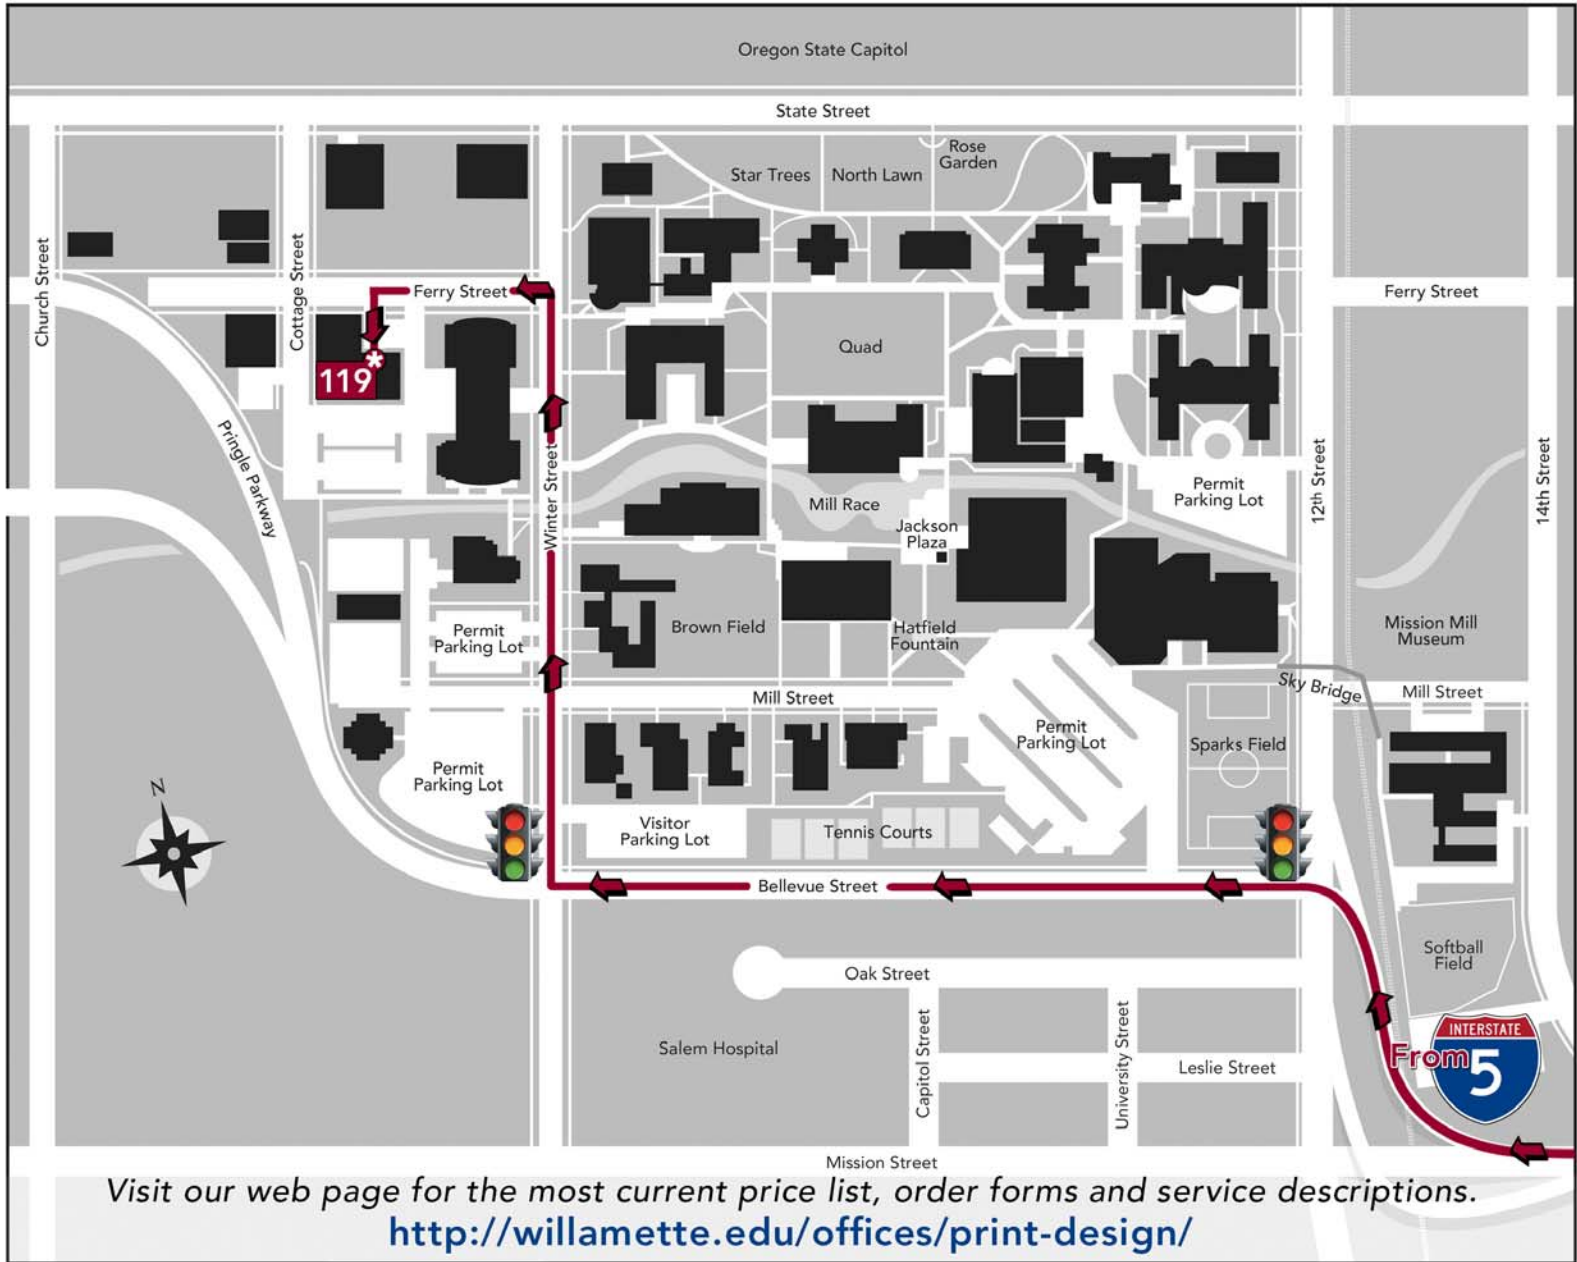 Oregon State Capitol
State Street
Rose
Garden
Star Trees
North Lawn
Church Street
Cottage Street
Ferry Street
Ferry Street
119
*
Quad
Pringle Parkway
Winter Street
12th Street
14th Street
Permit
Parking Lot
Mill Race
Jackson
Plaza
Permit
Parking Lot
Brown Field
Hatfield
Fountain
Mission Mill
Museum
Sky Bridge
Mill Street
Mill Street
Permit
Parking Lot
Sparks Field
Permit
Parking Lot
N
Visitor
Parking Lot
Tennis Courts
Bellevue Street
Softball
Field
Oak Street
Capitol Street
University Street
Salem Hospital
Leslie Street
INTERSTATE
From
5
Mission Street
Visit our web page for the most current price list, order forms and service descriptions.
http://willamette.edu/offices/print-design/